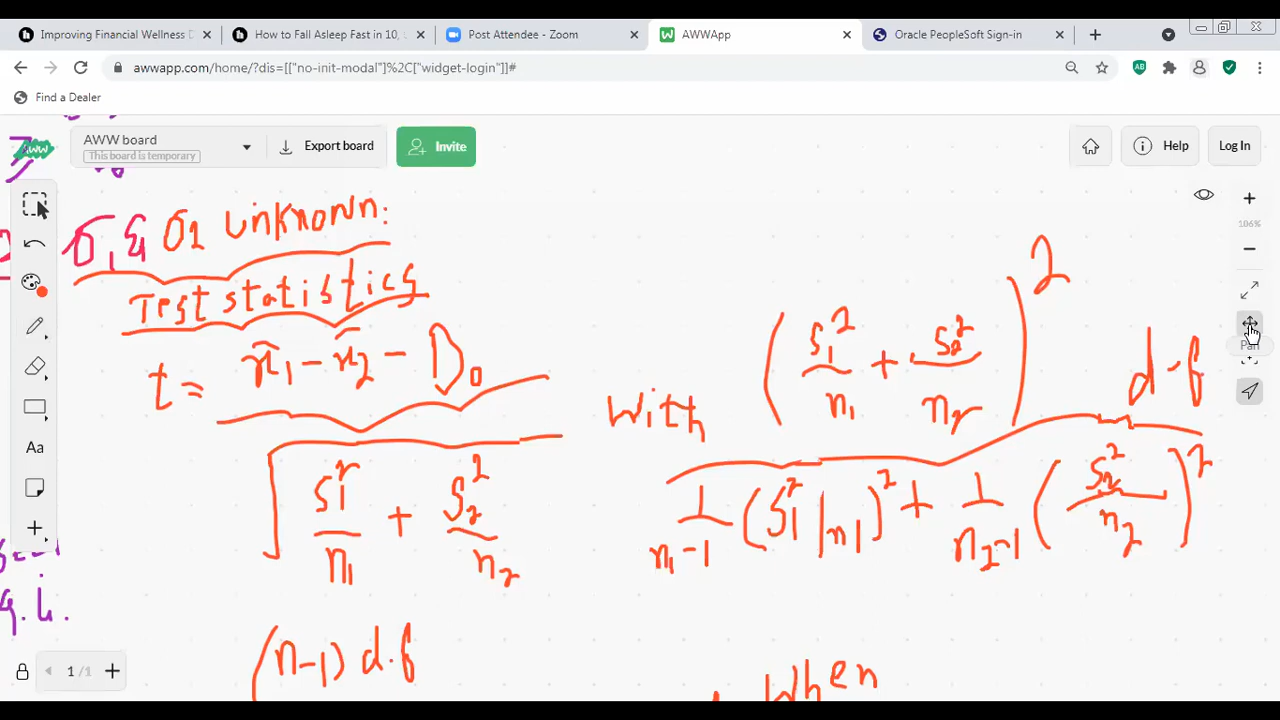 Improving Financial Wellness D
How to Fall Asleep Fast in 10,
Post Attendee - Zoom
AWWApp
Oracle PeopleSoft Sign-in
awwapp.com/home/?dis=[["no-init-modal"]%2C["widget-login"]]#
Find a Dealer
AWW
AWW board
This board is temporary
Export board
Invite
Help
Log In
106%
Pan
Aa
σ1 & σ2 unknown:
Test statistics
t = x̄1 - x̄2 - D0
√ S1²/n1 + S2²/n2
With (S1²/n1 + S2²/n2)²
1/n1-1 (S1²/n1)² + 1/n2-1 (S2²/n2)²
d.f
(n-1) d.f
When
1/1